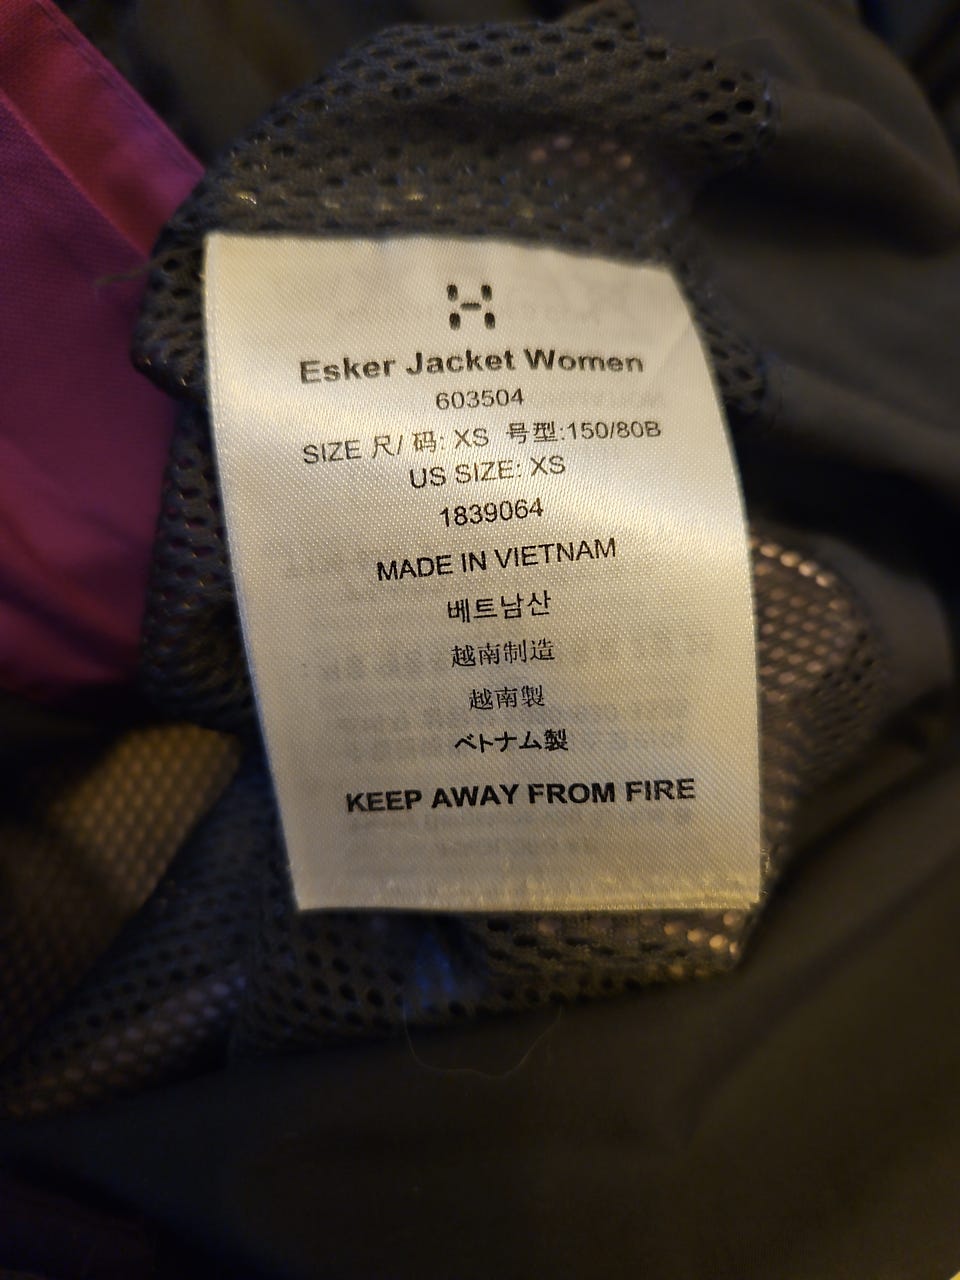 Esker Jacket Women
603504
SIZE 尺/ 码: XS 号型:150/80B
US SIZE: XS
1839064
MADE IN VIETNAM
베트남산
越南制造
越南製
ベトナム製
KEEP AWAY FROM FIRE